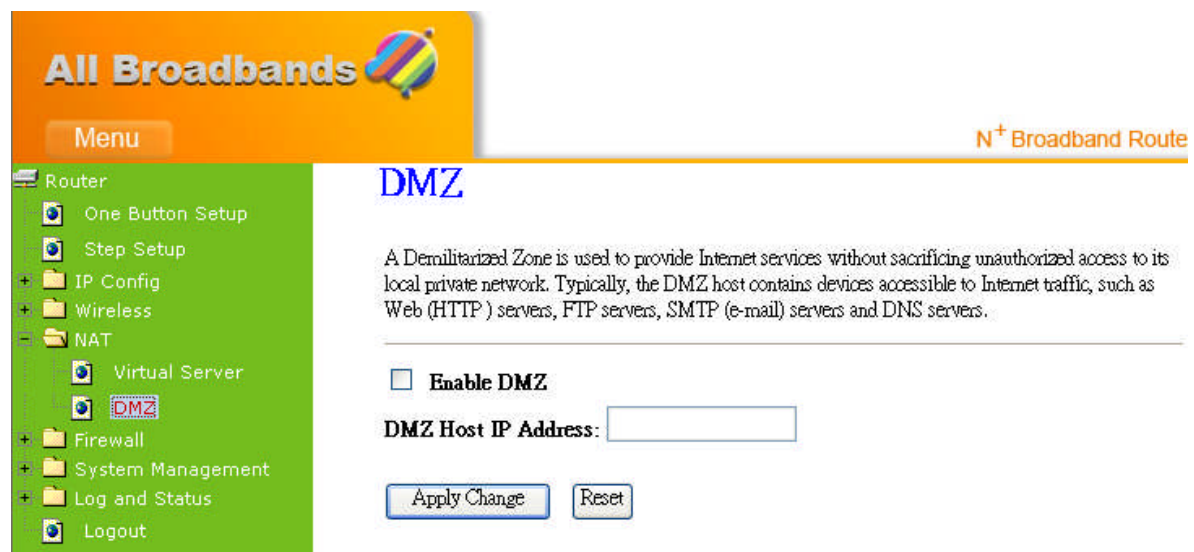 All Broadbands
Menu
N+ Broadband Route
Router
One Button Setup
Step Setup
IP Config
Wireless
NAT
Virtual Server
DMZ
Firewall
System Management
Log and Status
Logout
DMZ
A Demilitarized Zone is used to provide Internet services without sacrificing unauthorized access to its
local private network. Typically, the DMZ host contains devices accessible to Internet traffic, such as
Web (HTTP ) servers, FTP servers, SMTP (e-mail) servers and DNS servers.
Enable DMZ
DMZ Host IP Address:
Apply Change
Reset